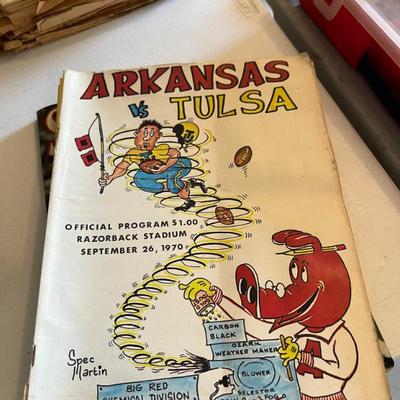 ARKANSAS
VS TULSA
OFFICIAL PROGRAM $1.00
RAZORBACK STADIUM
SEPTEMBER 26, 1970
CARBON
BLACK
OZARK
WEATHER MAKER
BLOWER
SELECTOR
FOG
Spec
Martin
BIG RED
CHEMICAL DIVISION